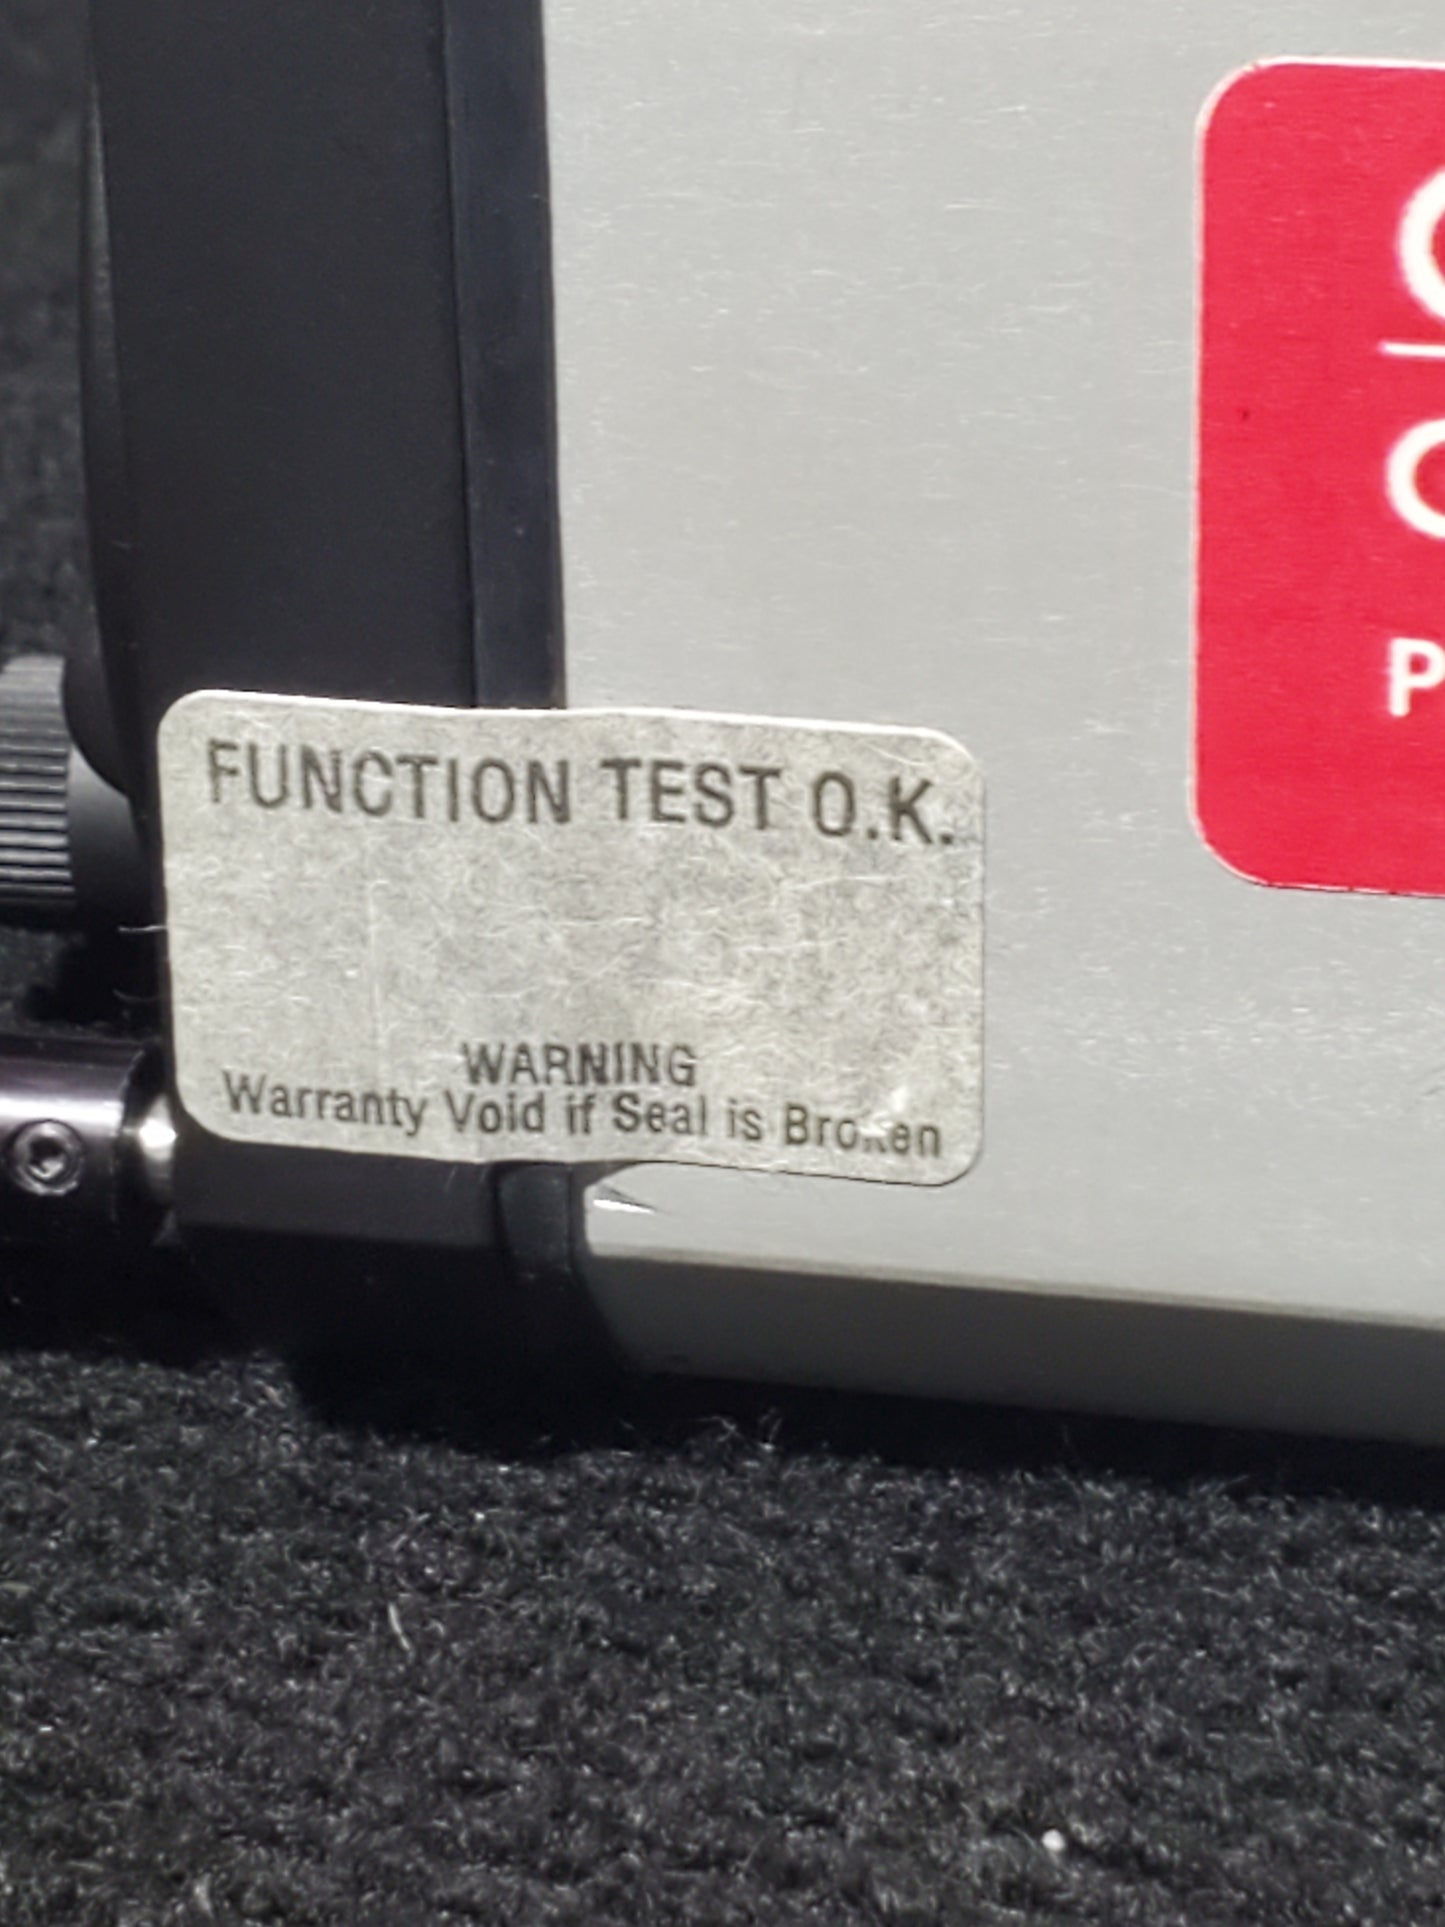 FUNCTION TEST O.K.
WARNING
Warranty Void if Seal is Broken